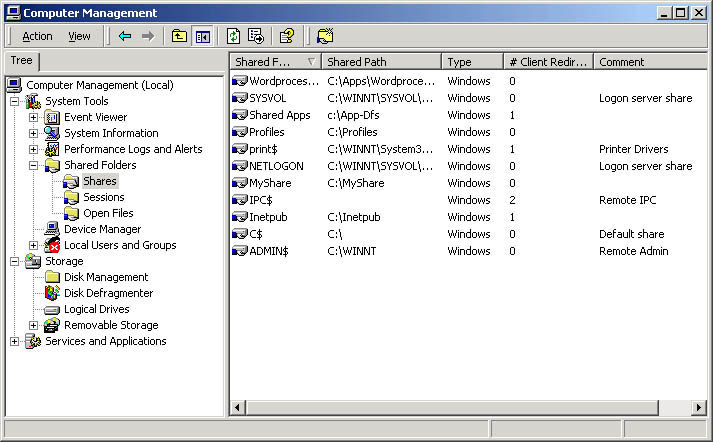 Computer Management
Action View
Tree
Computer Management (Local)
System Tools
Event Viewer
System Information
Performance Logs and Alerts
Shared Folders
Shares
Sessions
Open Files
Device Manager
Local Users and Groups
Storage
Disk Management
Disk Defragmenter
Logical Drives
Removable Storage
Services and Applications
Shared F... Shared Path Type # Client Redir... Comment
Wordproces... C:\Apps\Wordproce... Windows 0
SYSVOL C:\WINNT\SYSVOL\... Windows 0 Logon server share
Shared Apps c:\App-Dfs Windows 1
Profiles C:\Profiles Windows 0
print$ C:\WINNT\System3... Windows 1 Printer Drivers
NETLOGON C:\WINNT\SYSVOL\... Windows 0 Logon server share
MyShare C:\MyShare Windows 0
IPC$ Windows 2 Remote IPC
Inetpub C:\Inetpub Windows 1
C$ C:\ Windows 0 Default share
ADMIN$ C:\WINNT Windows 0 Remote Admin